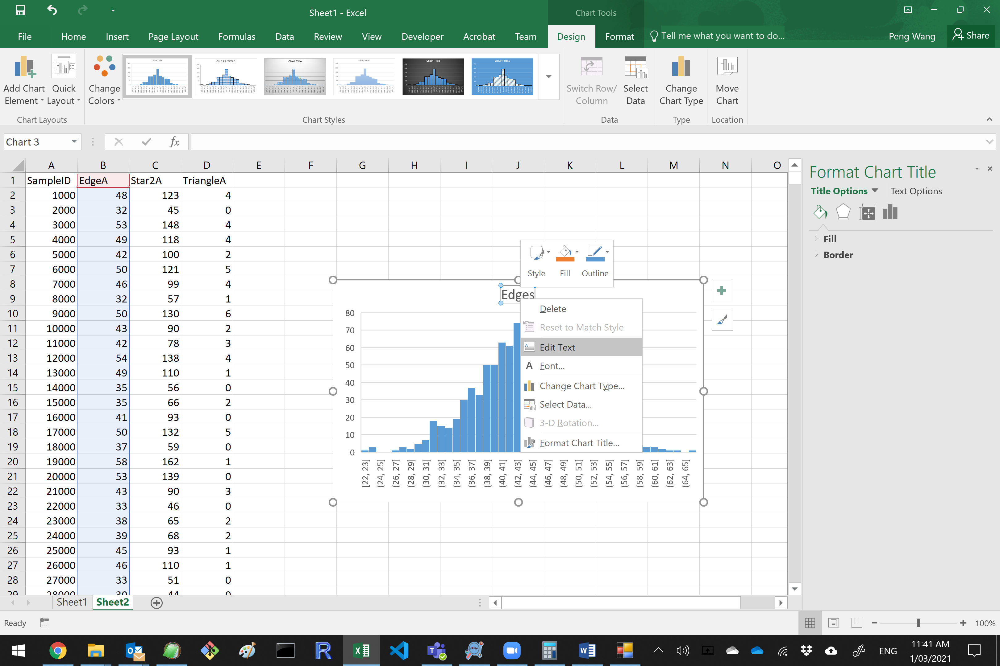 Sheet1 - Excel
Chart Tools
File Home Insert Page Layout Formulas Data Review View Developer Acrobat Team Design Format Tell me what you want to do... Peng Wang Share
Add Chart Element
Quick Layout
Change Colors
Chart Title
CHART TITLE
Chart Title
Chart Title
Chart Title
CHART TITLE
Switch Row/ Column
Select Data
Change Chart Type
Move Chart
Chart Layouts Chart Styles Data Type Location
Chart 3
fx
A B C D E F G H I J K L M N O
1 SampleID EdgeA Star2A TriangleA
2 1000 48 123 4
3 2000 32 45 0
4 3000 53 148 4
5 4000 49 118 4
6 5000 42 100 2
7 6000 50 121 5
8 7000 46 99 4
9 8000 32 57 1
10 9000 50 130 6
11 10000 43 90 2
12 11000 42 78 3
13 12000 54 138 4
14 13000 49 110 1
15 14000 35 56 0
16 15000 35 66 2
17 16000 41 93 0
18 17000 50 132 5
19 18000 37 59 0
20 19000 58 162 1
21 20000 53 139 0
22 21000 43 90 3
23 22000 33 46 0
24 23000 38 65 2
25 24000 39 68 2
26 25000 45 93 1
27 26000 46 110 1
28 27000 33 51 0
29 28000 30 44 0
Style Fill Outline
Edges
80
70
60
50
40
30
20
10
0
[22, 23]
(24, 25]
(26, 27]
(28, 29]
(30, 31]
(32, 33]
(34, 35]
(36, 37]
(38, 39]
(40, 41]
(42, 43]
(44, 45]
(46, 47]
(48, 49]
(50, 51]
(52, 53]
(54, 55]
(56, 57]
(58, 59]
(60, 61]
(62, 63]
(64, 65]
Delete
Reset to Match Style
Edit Text
Font...
Change Chart Type...
Select Data...
3-D Rotation...
Format Chart Title...
Format Chart Title
Title Options Text Options
Fill
Border
Sheet1 Sheet2
Ready
100%
ENG
11:41 AM
1/03/2021